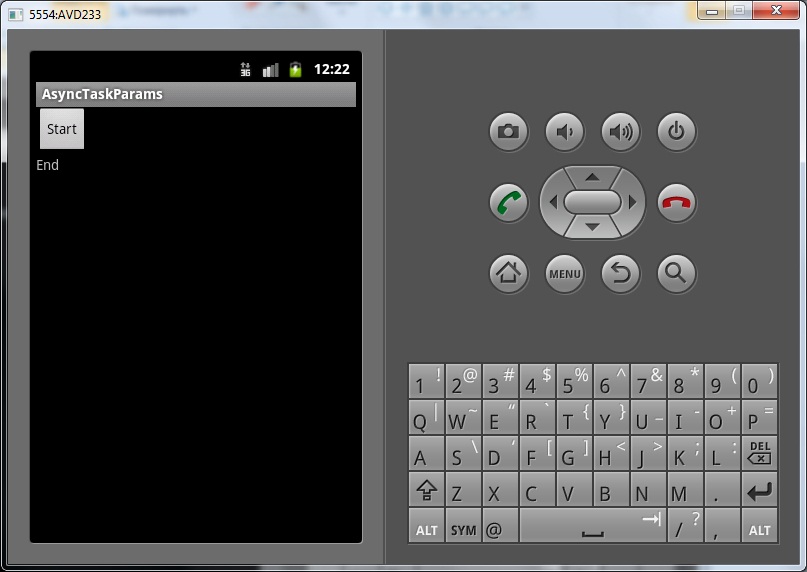 5554:AVD233
3G 12:22
AsyncTaskParams
Start
End
MENU
1 ! 2 @ 3 # 4 $ 5 % 6 ^ 7 & 8 * 9 ( 0 )
Q | W ~ E “ R ` T { Y } U _ I - O + P =
A S \ D ‘ F [ G ] H < J > K ; L : DEL
Z X C V B N M .
ALT SYM @ / ? , ALT